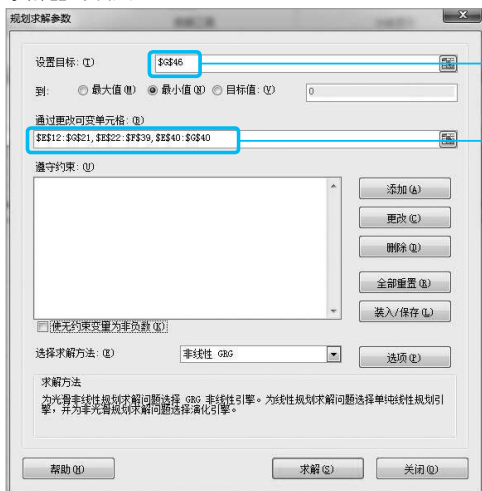 规划求解参数
设置目标: (T) $G$46
到: 最大值(M) 最小值(N) 目标值: (V) 0
通过更改可变单元格: (B)
$E$12:$G$21,$E$22:$F$39,$E$40:$G$40
遵守约束: (U)
添加(A)
更改(C)
删除(D)
全部重置(R)
装入/保存(L)
使无约束变量为非负数(K)
选择求解方法: (E) 非线性 GRG 选项(P)
求解方法
为光滑非线性规划求解问题选择 GRG 非线性引擎。为线性规划求解问题选择单纯线性规划引
擎，并为非光滑规划求解问题选择演化引擎。
帮助(H) 求解(S) 关闭(O)